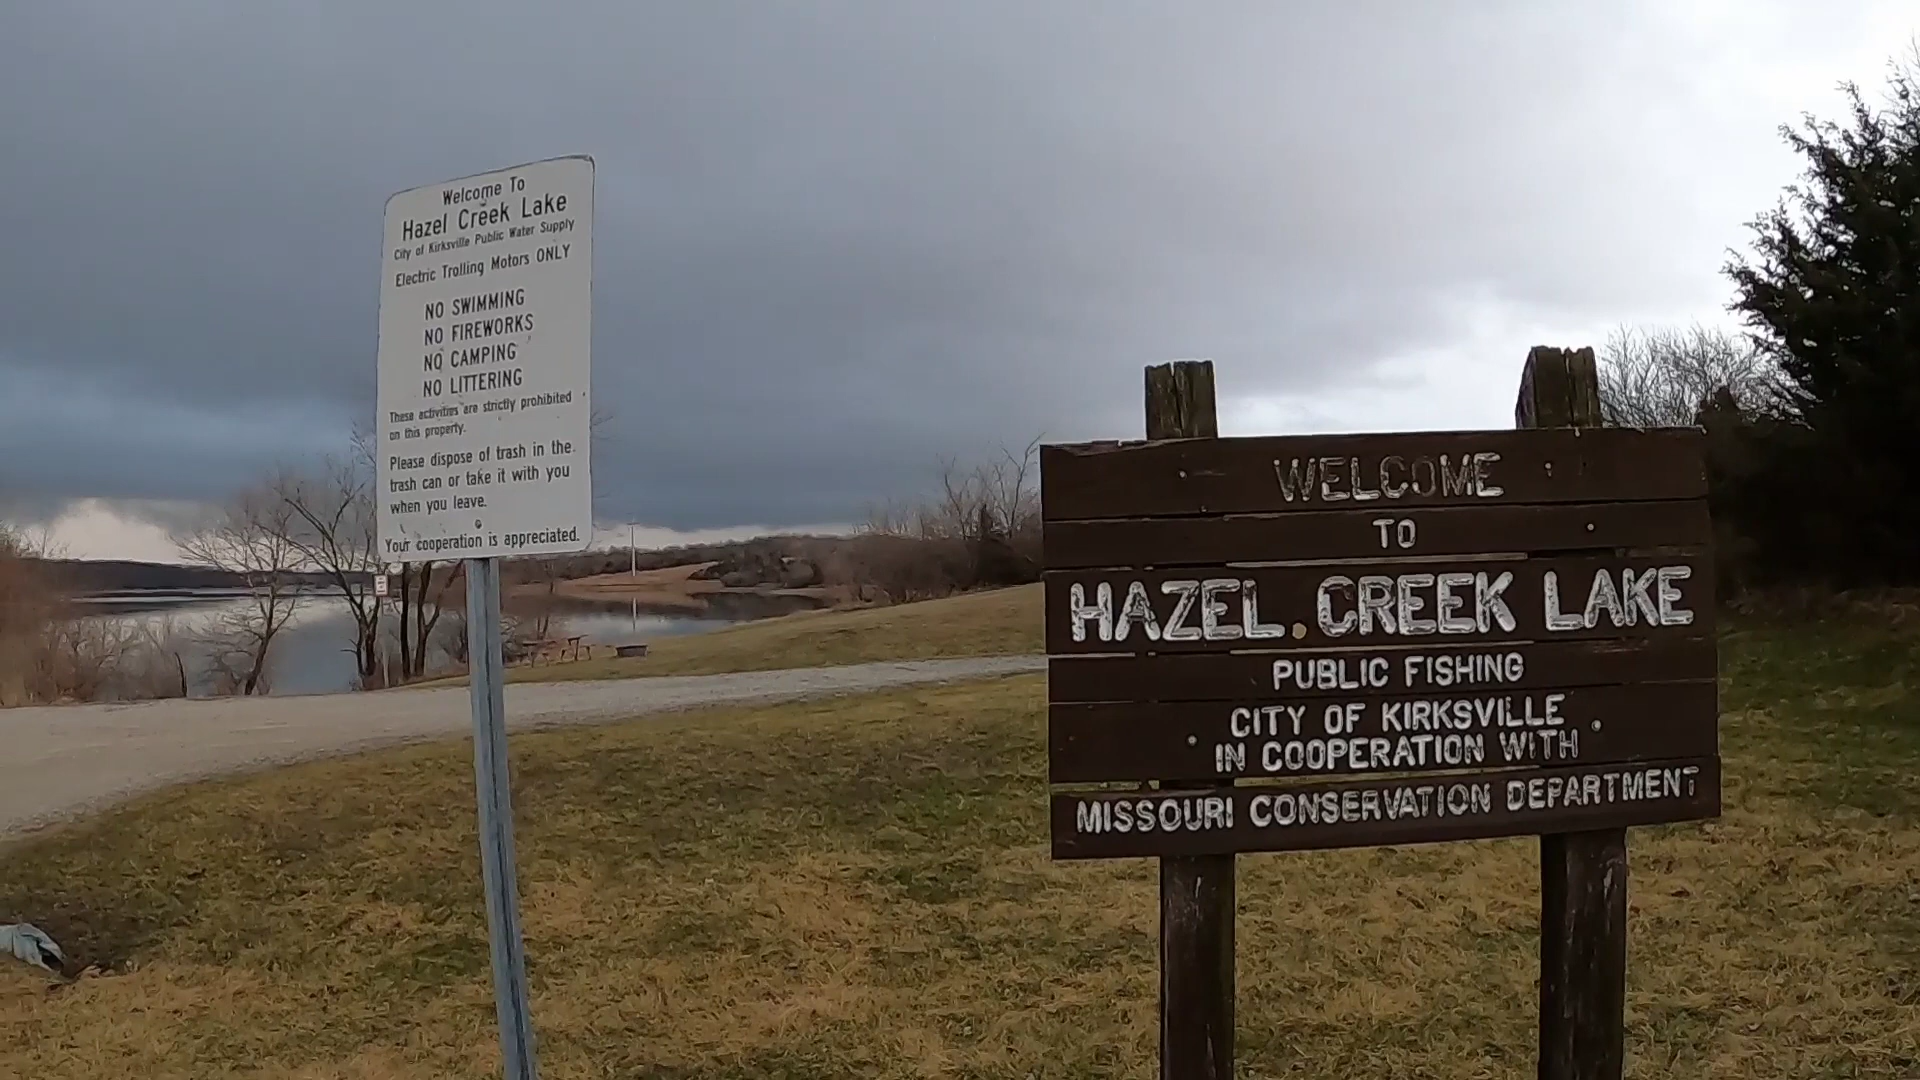 Welcome To
Hazel Creek Lake
City of Kirksville Public Water Supply
Electric Trolling Motors ONLY
NO SWIMMING
NO FIREWORKS
NO CAMPING
NO LITTERING
These activities are strictly prohibited
on this property.
Please dispose of trash in the
trash can or take it with you
when you leave.
Your cooperation is appreciated.
WELCOME
TO
HAZEL CREEK LAKE
PUBLIC FISHING
CITY OF KIRKSVILLE
IN COOPERATION WITH
MISSOURI CONSERVATION DEPARTMENT